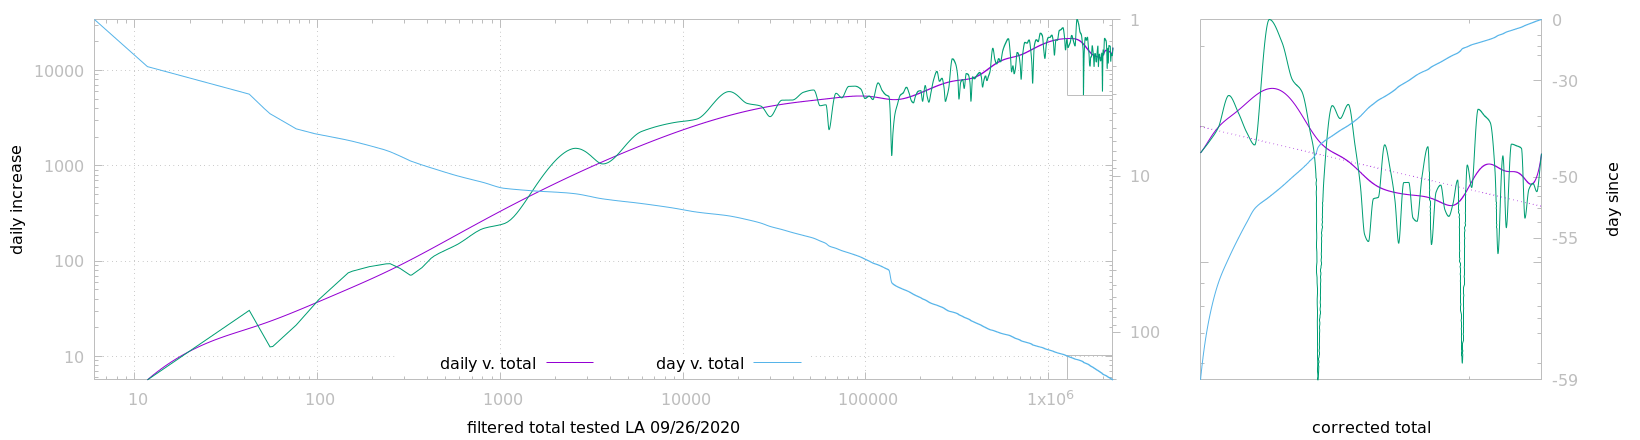 daily increase
10000
1000
100
10
daily v. total
day v. total
10
100
1000
10000
100000
1x10^6
filtered total tested LA 09/26/2020
1
10
100
0
-30
-50
-55
-59
day since
corrected total